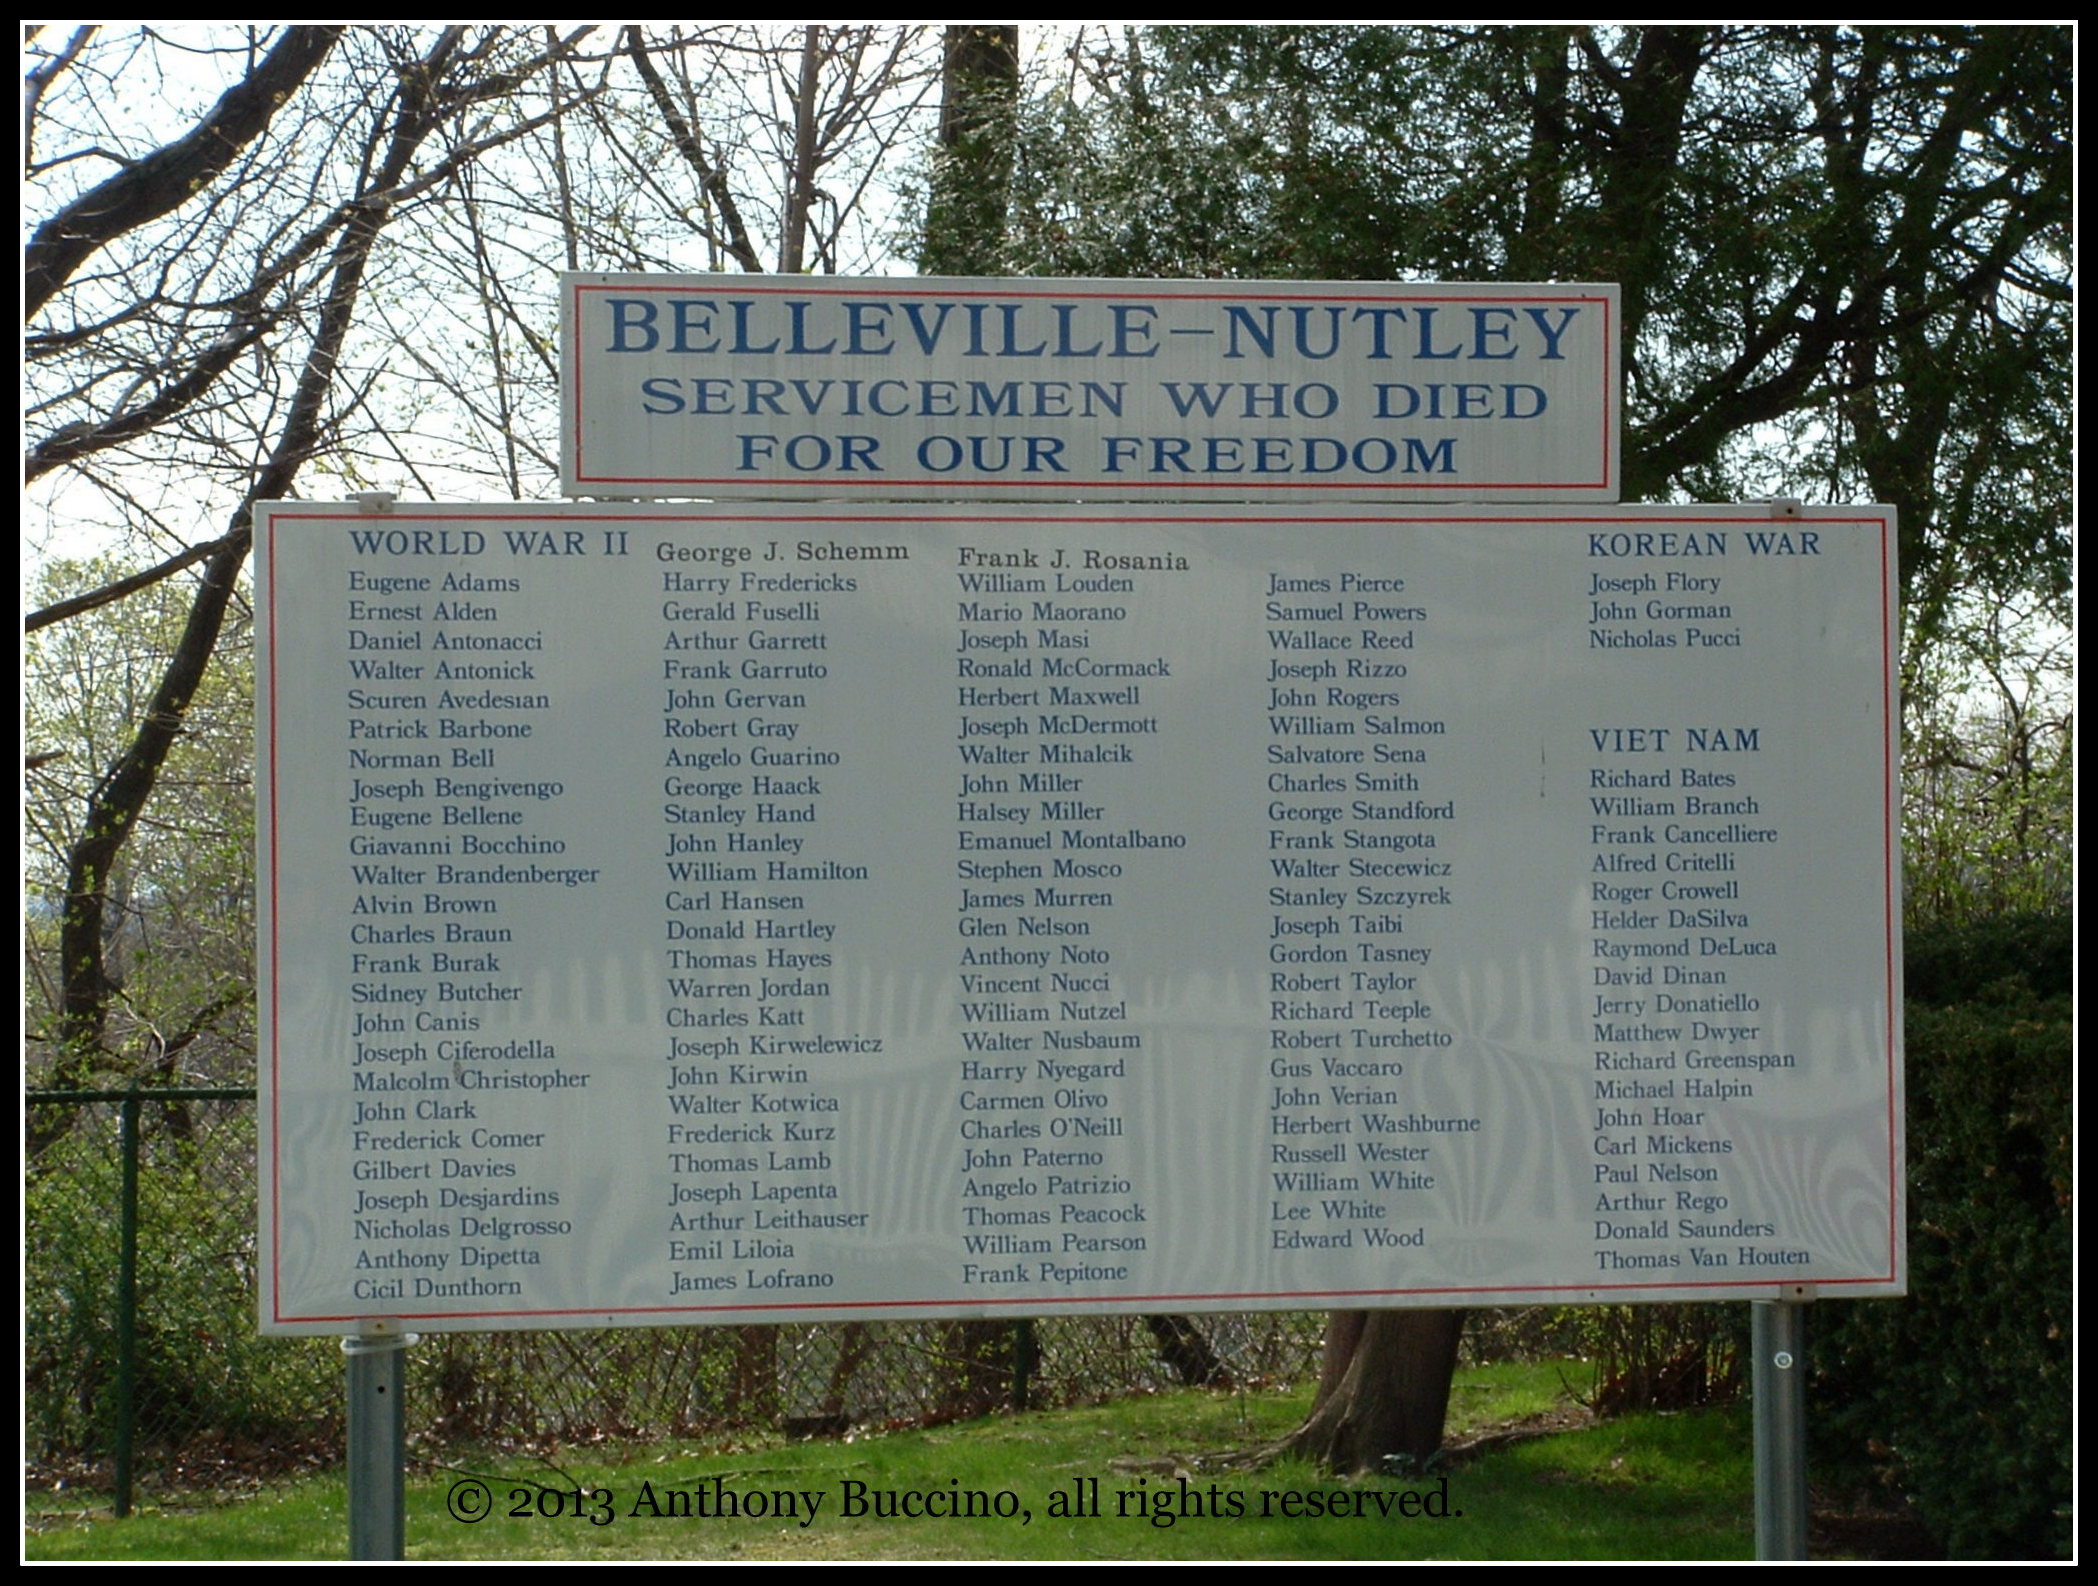 BELLEVILLE-NUTLEY
SERVICEMEN WHO DIED
FOR OUR FREEDOM
WORLD WAR II
Eugene Adams
Ernest Alden
Daniel Antonacci
Walter Antonick
Scuren Avedesian
Patrick Barbone
Norman Bell
Joseph Bengivengo
Eugene Bellene
Giavanni Bocchino
Walter Brandenberger
Alvin Brown
Charles Braun
Frank Burak
Sidney Butcher
John Canis
Joseph Ciferodella
Malcolm Christopher
John Clark
Frederick Comer
Gilbert Davies
Joseph Desjardins
Nicholas Delgrosso
Anthony Dipetta
Cicil Dunthorn
George J. Schemm
Harry Fredericks
Gerald Fuselli
Arthur Garrett
Frank Garruto
John Gervan
Robert Gray
Angelo Guarino
George Haack
Stanley Hand
John Hanley
William Hamilton
Carl Hansen
Donald Hartley
Thomas Hayes
Warren Jordan
Charles Katt
Joseph Kirwelewicz
John Kirwin
Walter Kotwica
Frederick Kurz
Thomas Lamb
Joseph Lapenta
Arthur Leithauser
Emil Liloia
James Lofrano
Frank J. Rosania
William Louden
Mario Maorano
Joseph Masi
Ronald McCormack
Herbert Maxwell
Joseph McDermott
Walter Mihalcik
John Miller
Halsey Miller
Emanuel Montalbano
Stephen Mosco
James Murren
Glen Nelson
Anthony Noto
Vincent Nucci
William Nutzel
Walter Nusbaum
Harry Nyegard
Carmen Olivo
Charles O'Neill
John Paterno
Angelo Patrizio
Thomas Peacock
William Pearson
Frank Pepitone
James Pierce
Samuel Powers
Wallace Reed
Joseph Rizzo
John Rogers
William Salmon
Salvatore Sena
Charles Smith
George Standford
Frank Stangota
Walter Stecewicz
Stanley Szczyrek
Joseph Taibi
Gordon Tasney
Robert Taylor
Richard Teeple
Robert Turchetto
Gus Vaccaro
John Verian
Herbert Washburne
Russell Wester
William White
Lee White
Edward Wood
KOREAN WAR
Joseph Flory
John Gorman
Nicholas Pucci
VIET NAM
Richard Bates
William Branch
Frank Cancelliere
Alfred Critelli
Roger Crowell
Helder DaSilva
Raymond DeLuca
David Dinan
Jerry Donatiello
Matthew Dwyer
Richard Greenspan
Michael Halpin
John Hoar
Carl Mickens
Paul Nelson
Arthur Rego
Donald Saunders
Thomas Van Houten
© 2013 Anthony Buccino, all rights reserved.